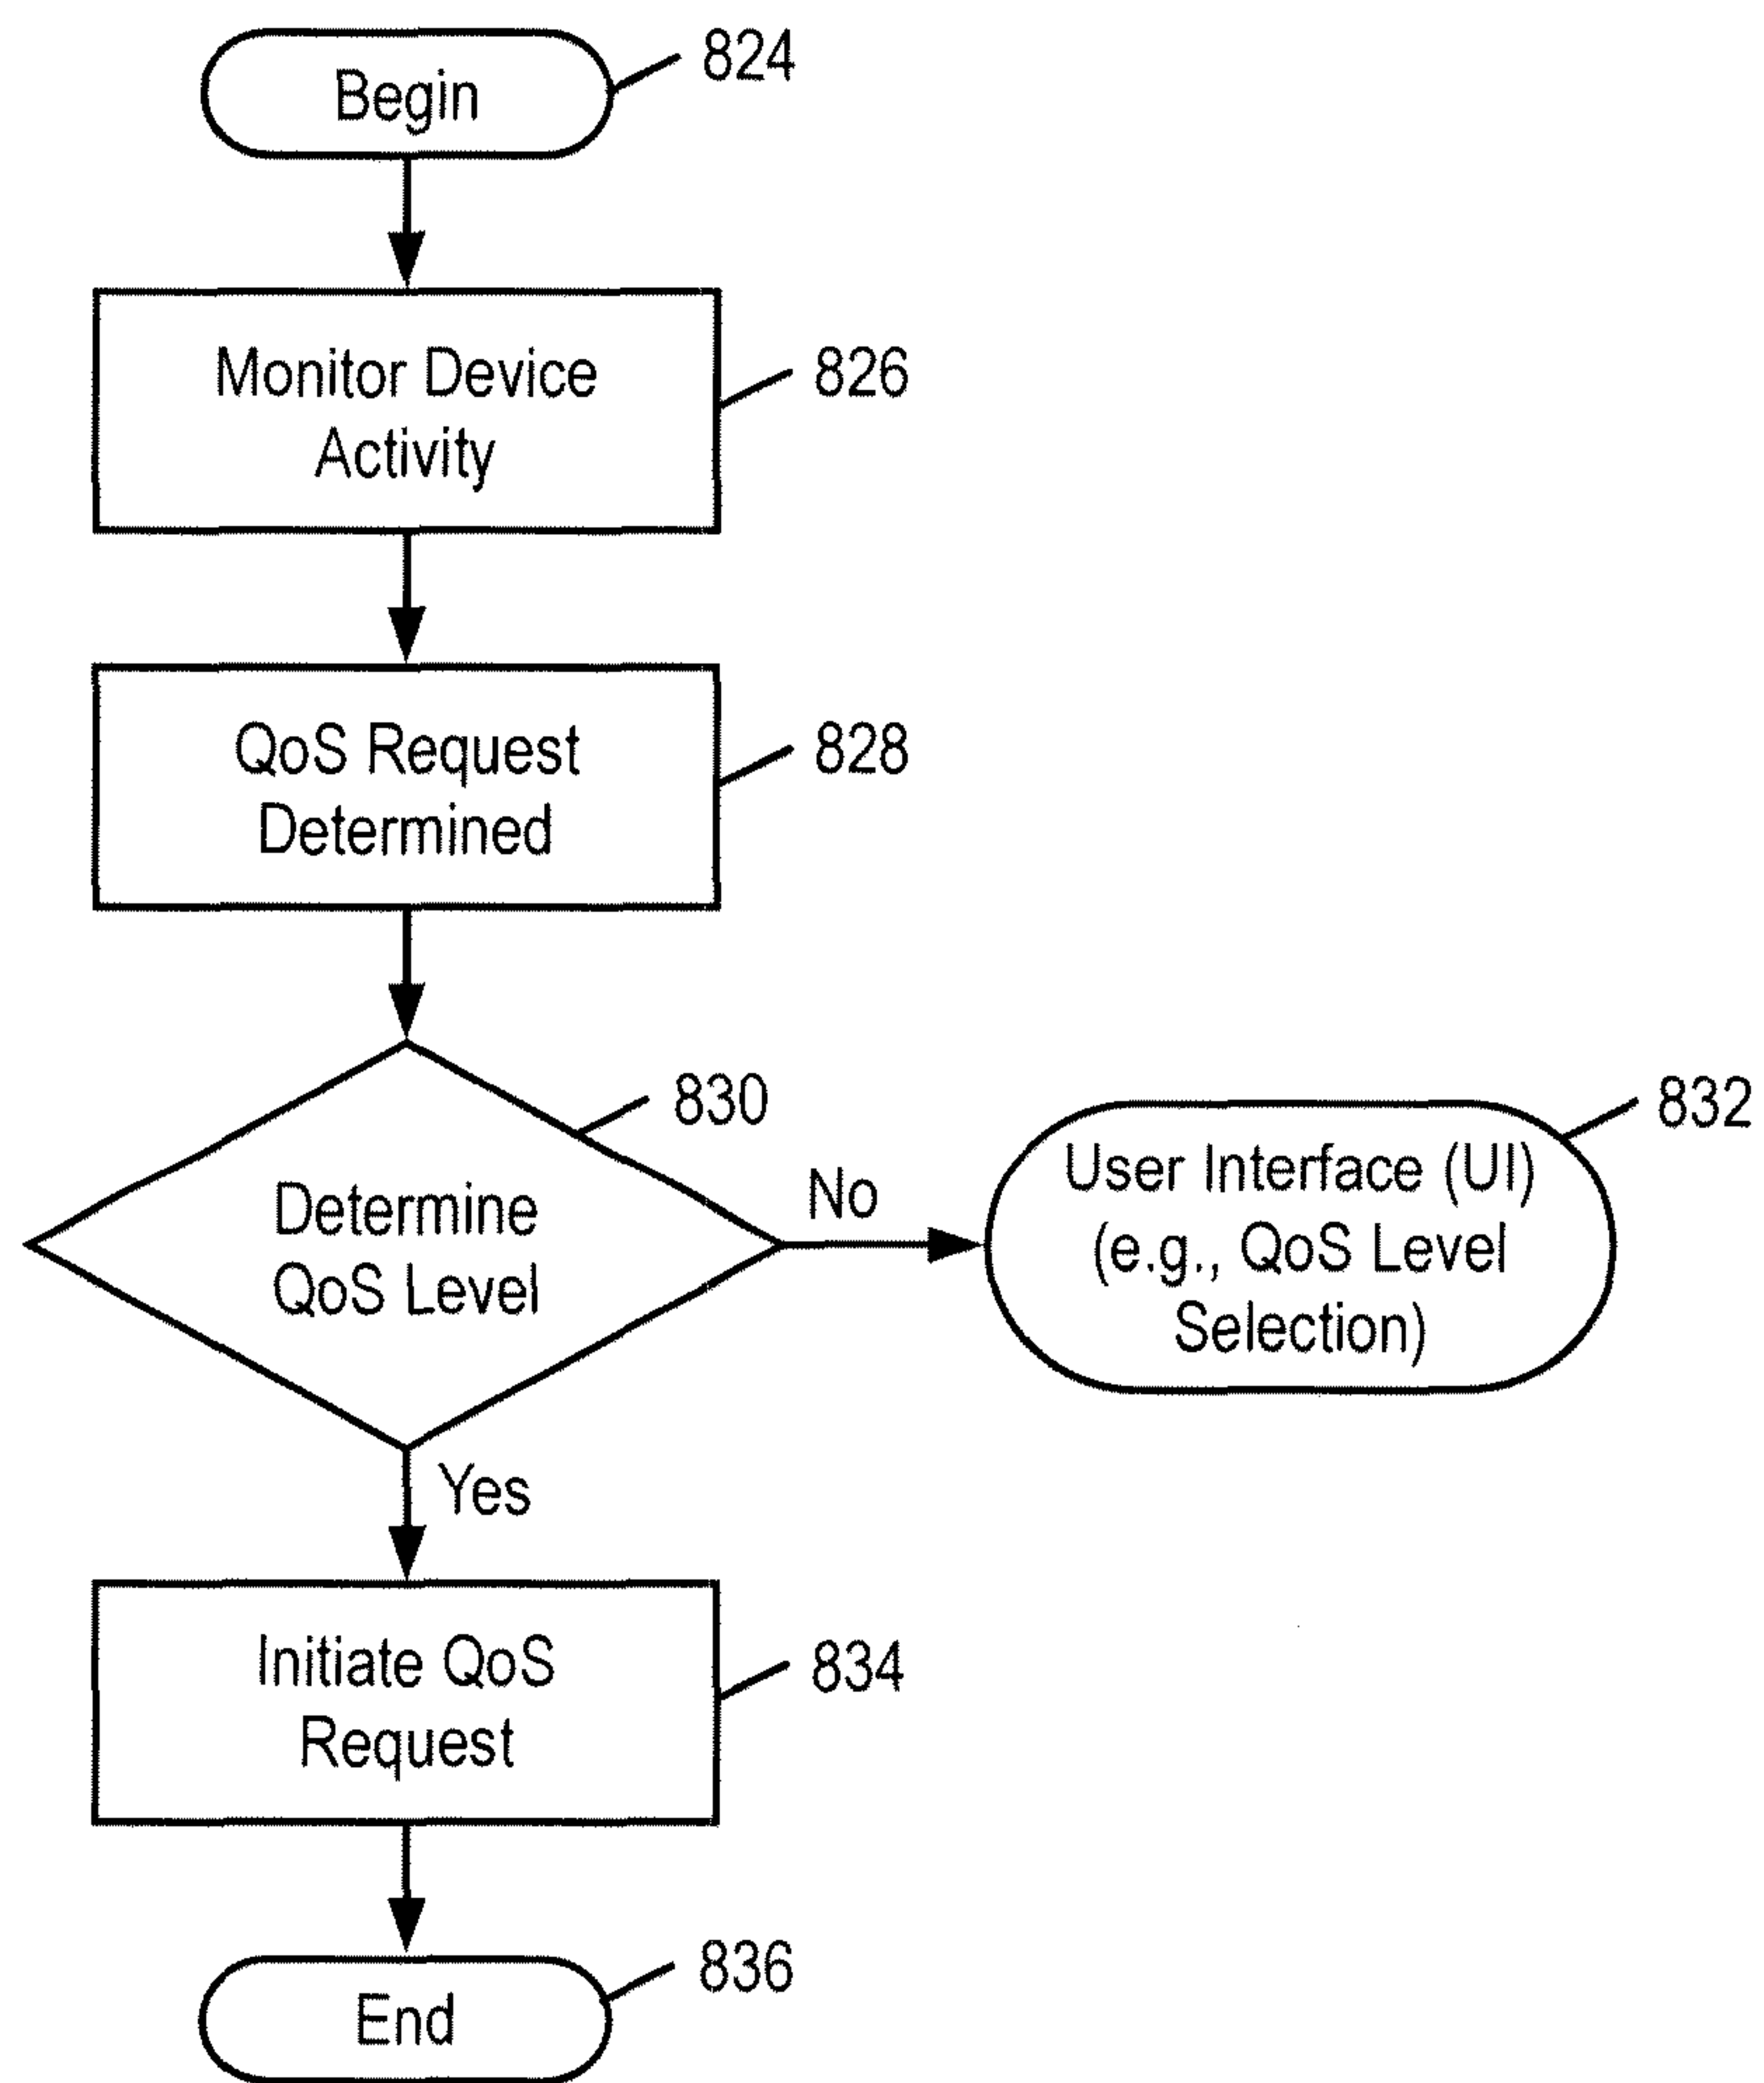 Begin
824
Monitor Device
Activity
826
QoS Request
Determined
828
830
Determine
QoS Level
No
832
User Interface (UI)
(e.g., QoS Level
Selection)
Yes
Initiate QoS
Request
834
End
836